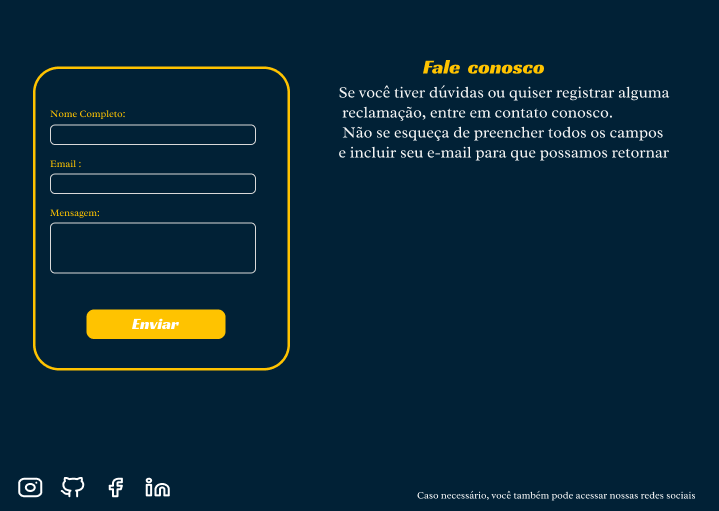 Fale conosco
Se você tiver dúvidas ou quiser registrar alguma
reclamação, entre em contato conosco.
Não se esqueça de preencher todos os campos
e incluir seu e-mail para que possamos retornar
Nome Completo:
Email :
Mensagem:
Enviar
Caso necessário, você também pode acessar nossas redes sociais